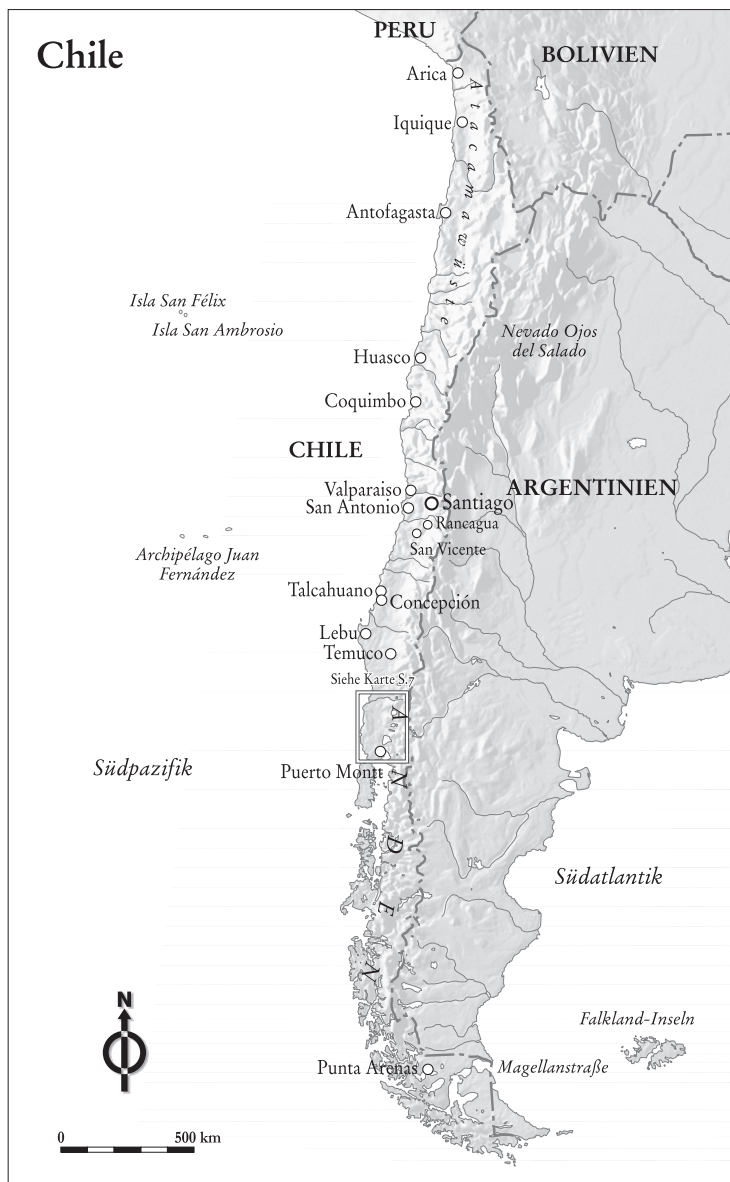 Chile
PERU
BOLIVIEN
Arica
Iquique
Atacamawüste
Antofagasta
Isla San Félix
Isla San Ambrosio
Nevado Ojos
del Salado
Huasco
Coquimbo
CHILE
ARGENTINIEN
Valparaiso
San Antonio
Santiago
Rancagua
San Vicente
Archipélago Juan
Fernández
Talcahuano
Concepción
Lebu
Temuco
Siehe Karte S.7
ANDEN
Südpazifik
Puerto Montt
Südatlantik
N
Falkland-Inseln
Punta Arenas
Magellanstraße
0 500 km